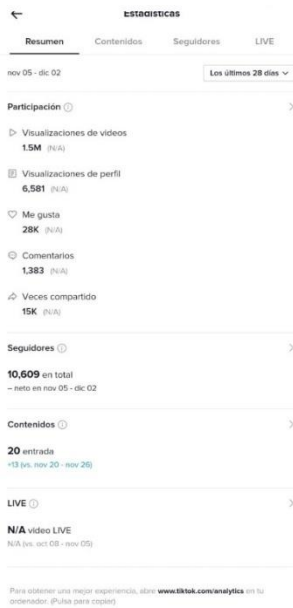 Estadísticas
Resumen Contenidos Seguidores LIVE
nov 05 - dic 02 Los últimos 28 días
Participación
Visualizaciones de videos
1.5M (N/A)
Visualizaciones de perfil
6,581 (N/A)
Me gusta
28K (N/A)
Comentarios
1,383 (N/A)
Veces compartido
15K (N/A)
Seguidores
10,609 en total
– neto en nov 05 - dic 02
Contenidos
20 entrada
+13 (vs. nov 20 - nov 26)
LIVE
N/A video LIVE
N/A (vs. oct 08 - nov 05)
Para obtener una mejor experiencia, abre www.tiktok.com/analytics en tu
ordenador. (Pulsa para copiar)